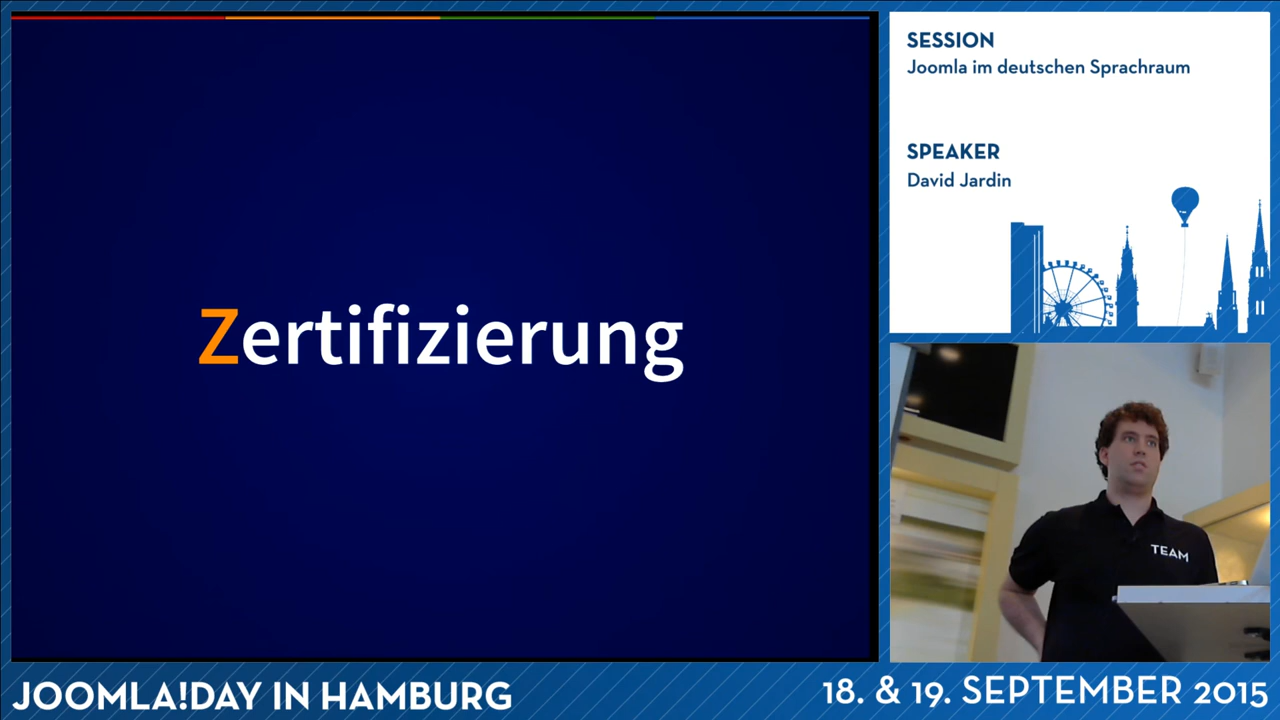 Zertifizierung
SESSION
Joomla im deutschen Sprachraum
SPEAKER
David Jardin
TEAM
JOOMLA!DAY IN HAMBURG
18. & 19. SEPTEMBER 2015